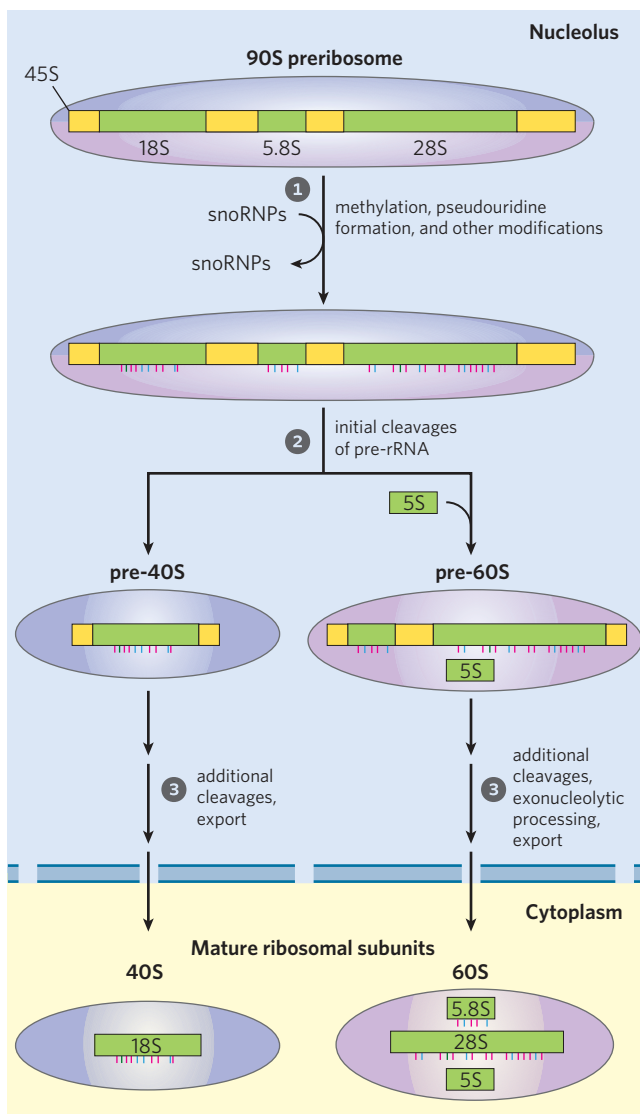 Nucleolus
90S preribosome
45S
18S
5.8S
28S
1
snoRNPs
methylation, pseudouridine
formation, and other modifications
snoRNPs
2
initial cleavages
of pre-rRNA
5S
pre-40S
pre-60S
5S
3
additional
cleavages,
export
3
additional
cleavages,
exonucleolytic
processing,
export
Cytoplasm
Mature ribosomal subunits
40S
60S
18S
5.8S
28S
5S